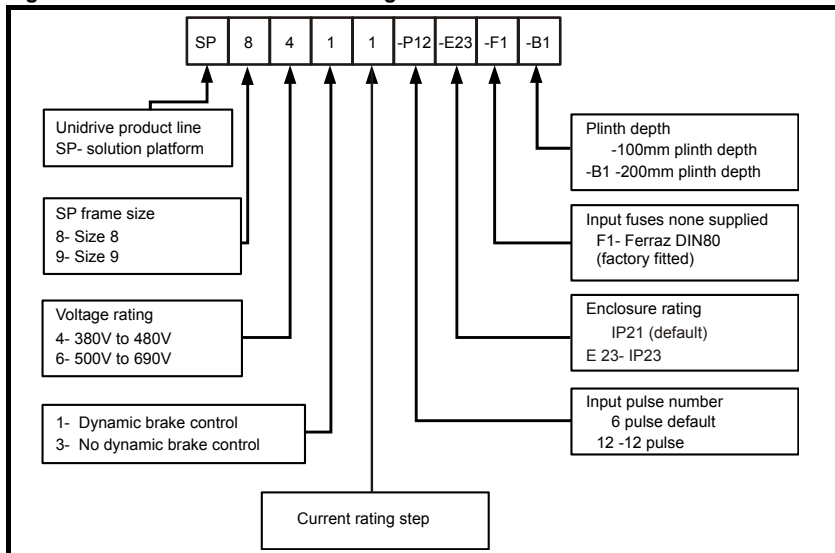 SP 8 4 1 1 -P12 -E23 -F1 -B1
Unidrive product line
SP- solution platform
SP frame size
8- Size 8
9- Size 9
Voltage rating
4- 380V to 480V
6- 500V to 690V
1- Dynamic brake control
3- No dynamic brake control
Current rating step
Plinth depth
-100mm plinth depth
-B1 -200mm plinth depth
Input fuses none supplied
F1- Ferraz DIN80
(factory fitted)
Enclosure rating
IP21 (default)
E 23- IP23
Input pulse number
6 pulse default
12 -12 pulse